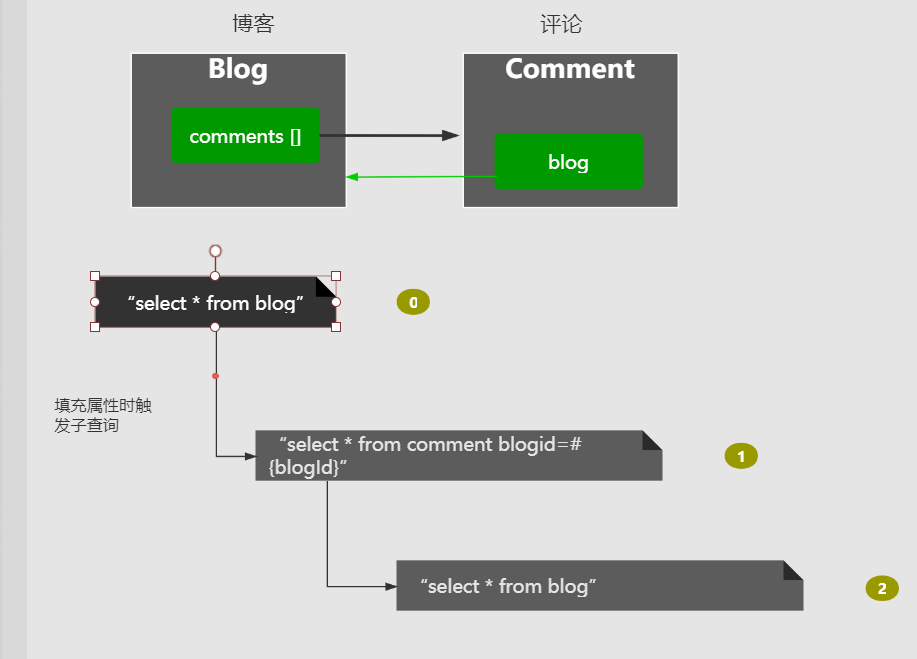 博客
评论
Blog
Comment
comments []
blog
“select * from blog”
0
填充属性时触
发子查询
“select * from comment blogid=#
{blogId}”
1
“select * from blog”
2